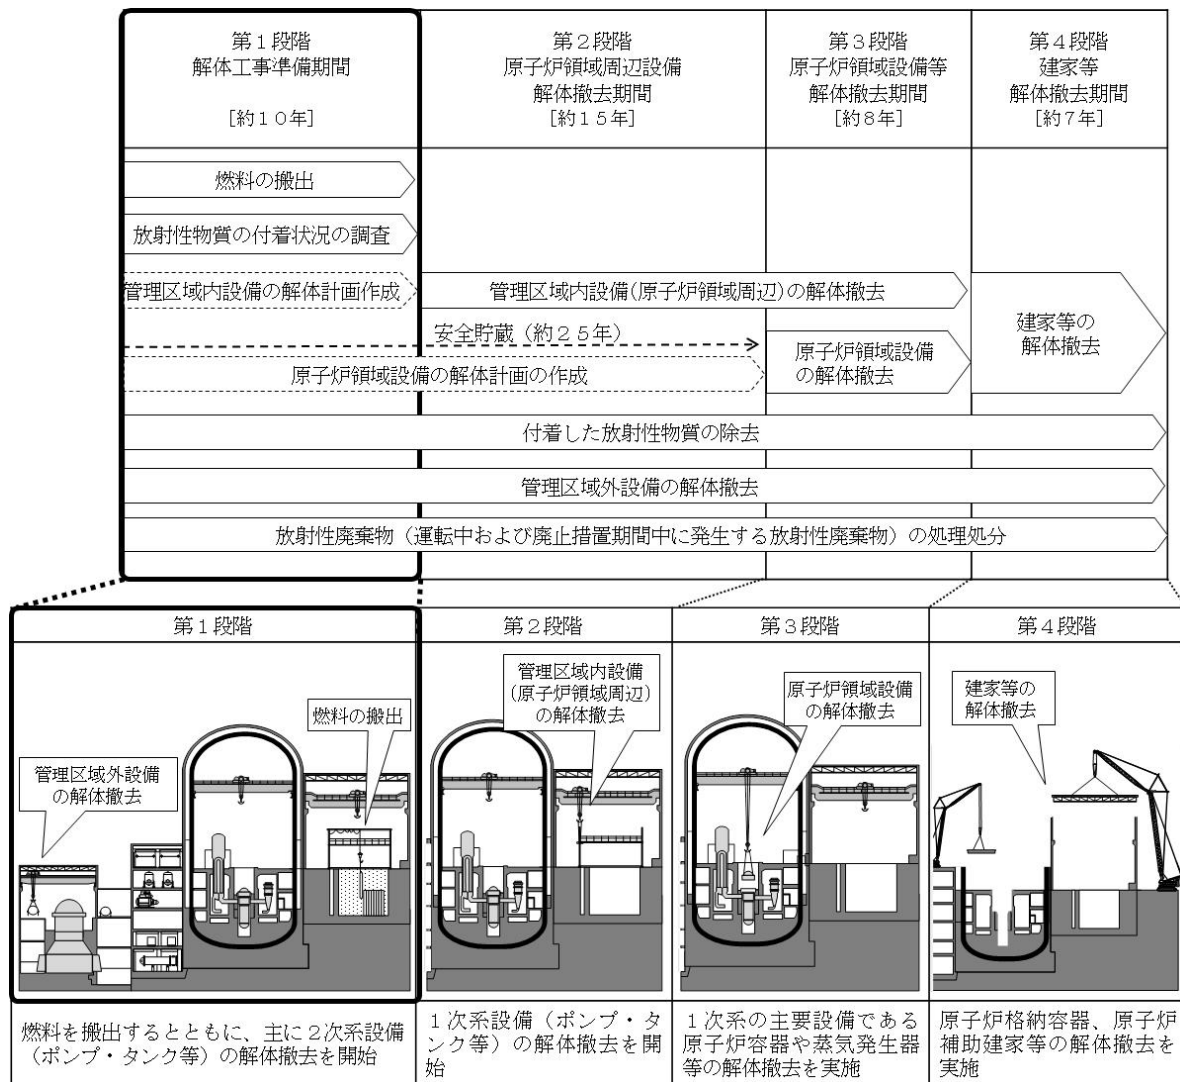 第１段階
解体工事準備期間
［約１０年］
第２段階
原子炉領域周辺設備
解体撤去期間
［約１５年］
第３段階
原子炉領域設備等
解体撤去期間
［約８年］
第４段階
建家等
解体撤去期間
［約７年］
燃料の搬出
放射性物質の付着状況の調査
管理区域内設備の解体計画作成
管理区域内設備（原子炉領域周辺）の解体撤去
安全貯蔵（約２５年）
原子炉領域設備の解体計画の作成
原子炉領域設備
の解体撤去
建家等の
解体撤去
付着した放射性物質の除去
管理区域外設備の解体撤去
放射性廃棄物（運転中および廃止措置期間中に発生する放射性廃棄物）の処理処分
第１段階
管理区域外設備
の解体撤去
燃料の搬出
燃料を搬出するとともに、主に２次系設備
（ポンプ・タンク等）の解体撤去を開始
第２段階
管理区域内設備
（原子炉領域周辺）
の解体撤去
１次系設備（ポンプ・タ
ンク等）の解体撤去を開
始
第３段階
原子炉領域設備
の解体撤去
１次系の主要設備である
原子炉容器や蒸気発生器
等の解体撤去を実施
第４段階
建家等の
解体撤去
原子炉格納容器、原子炉
補助建家等の解体撤去を
実施